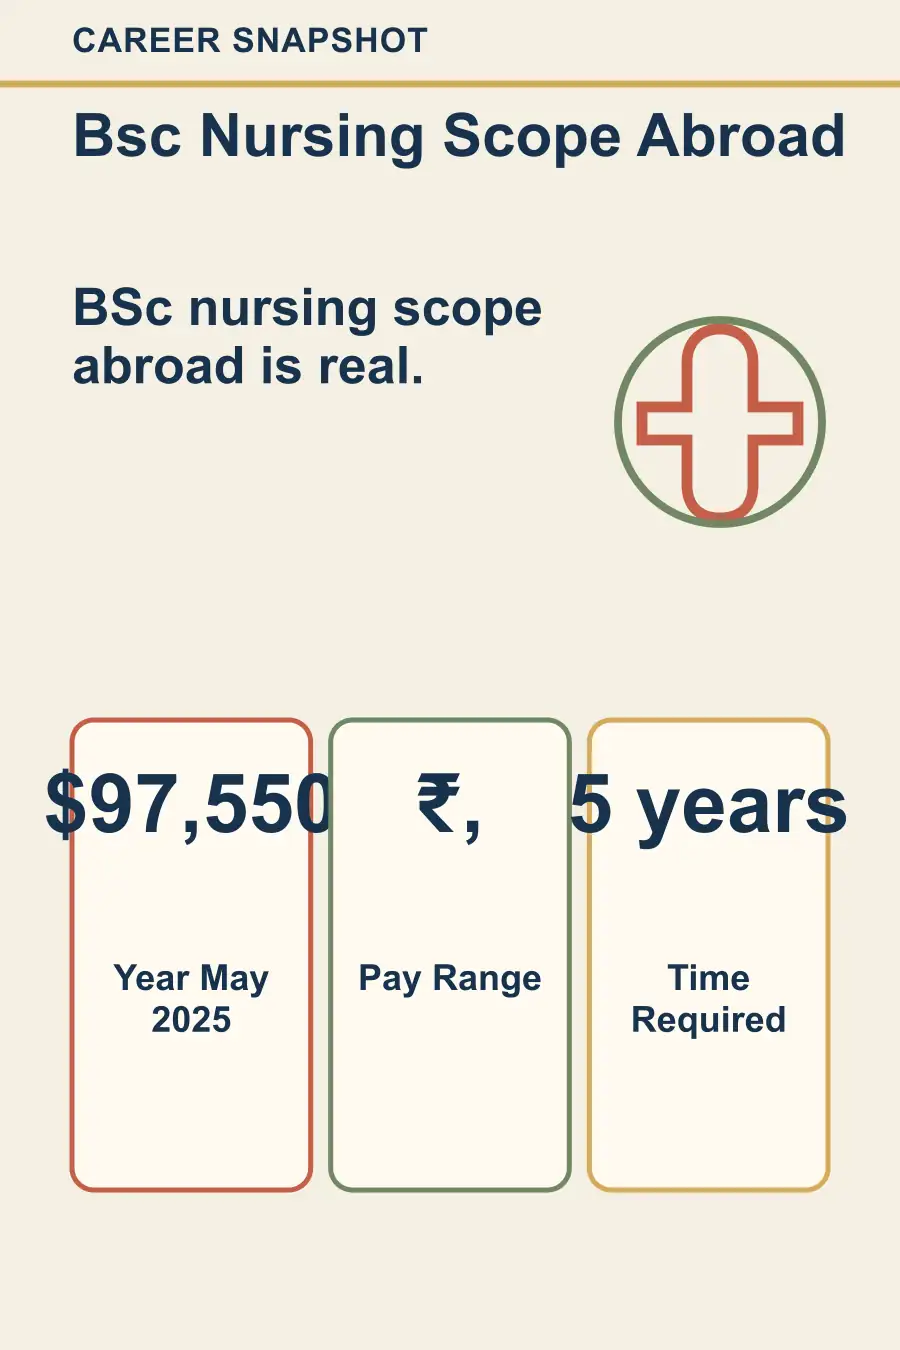 CAREER SNAPSHOT
Bsc Nursing Scope Abroad
BSc nursing scope
abroad is real.
$97,550
₹,
5 years
Year May
2025
Pay Range
Time
Required